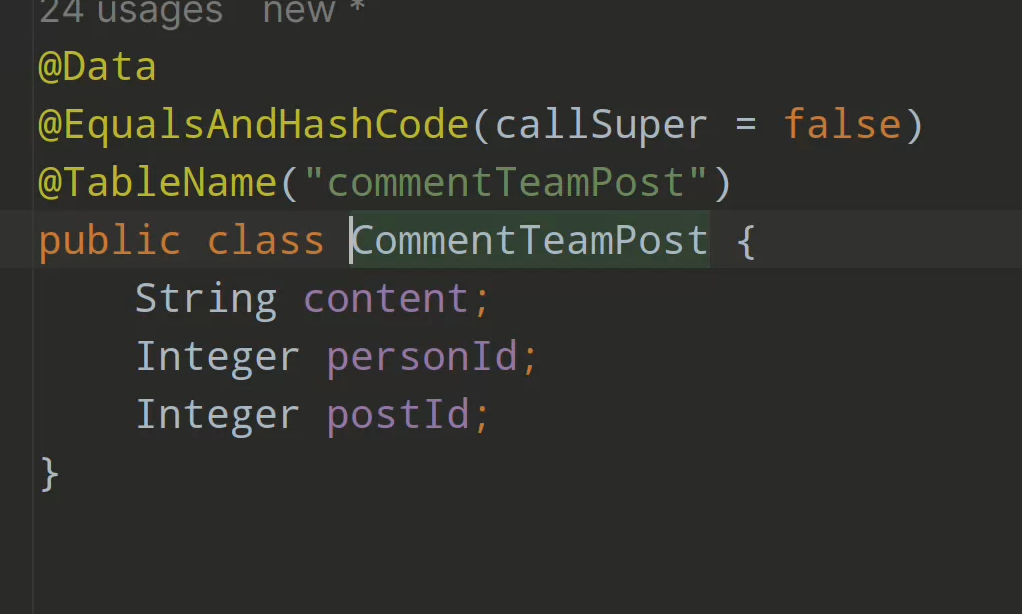 24 usages new *
@Data
@EqualsAndHashCode(callSuper = false)
@TableName("commentTeamPost")
public class CommentTeamPost {
String content;
Integer personId;
Integer postId;
}